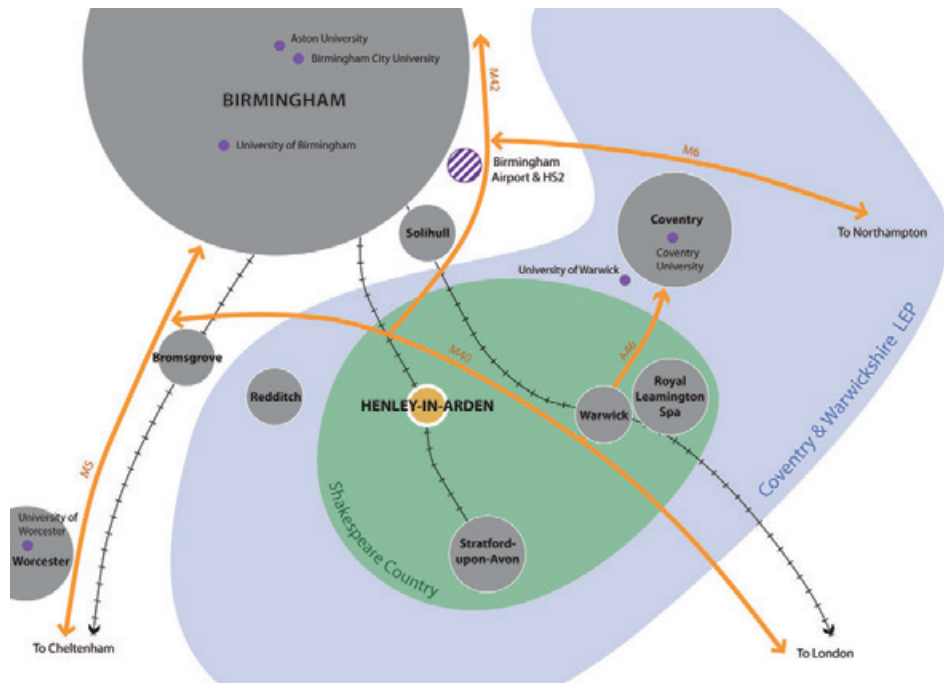 Aston University
Birmingham City University
BIRMINGHAM
University of Birmingham
M42
M6
Birmingham
Airport & HS2
Solihull
Coventry
Coventry
University
To Northampton
University of Warwick
Bromsgrove
M40
A46
Redditch
HENLEY-IN-ARDEN
Warwick
Royal
Leamington
Spa
Coventry & Warwickshire LEP
M5
Shakespeare Country
University of
Worcester
Worcester
Stratford-
upon-Avon
To Cheltenham
To London